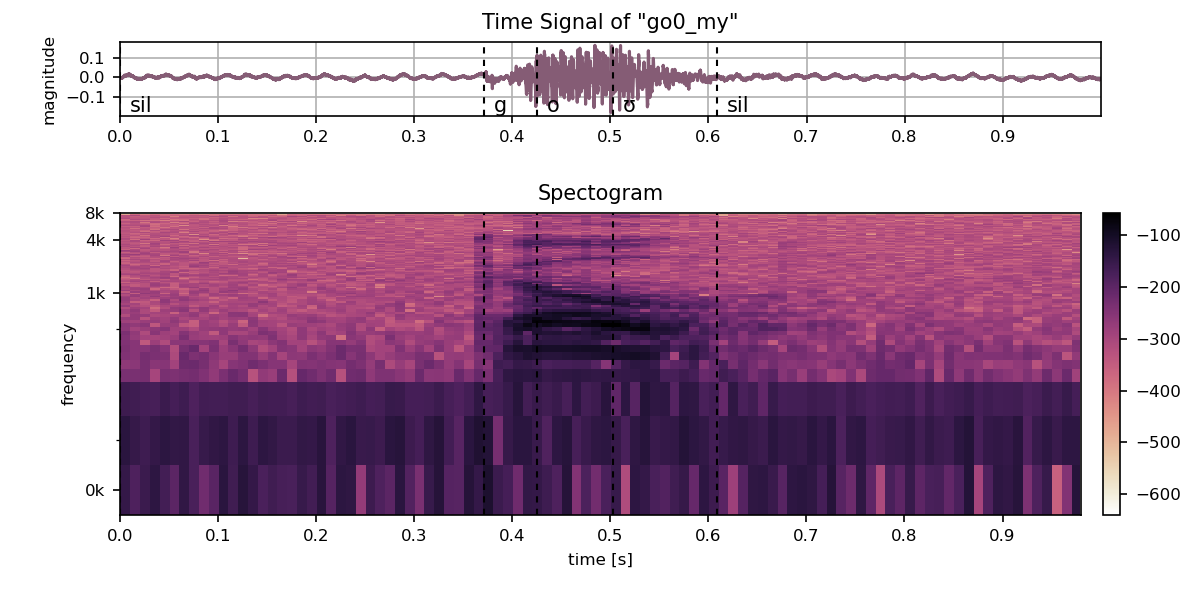 Time Signal of "go0_my"
magnitude
0.1
0.0
−0.1
sil g o ʊ sil
0.0 0.1 0.2 0.3 0.4 0.5 0.6 0.7 0.8 0.9
Spectogram
frequency
8k
4k
1k
0k
0.0 0.1 0.2 0.3 0.4 0.5 0.6 0.7 0.8 0.9
time [s]
−100
−200
−300
−400
−500
−600